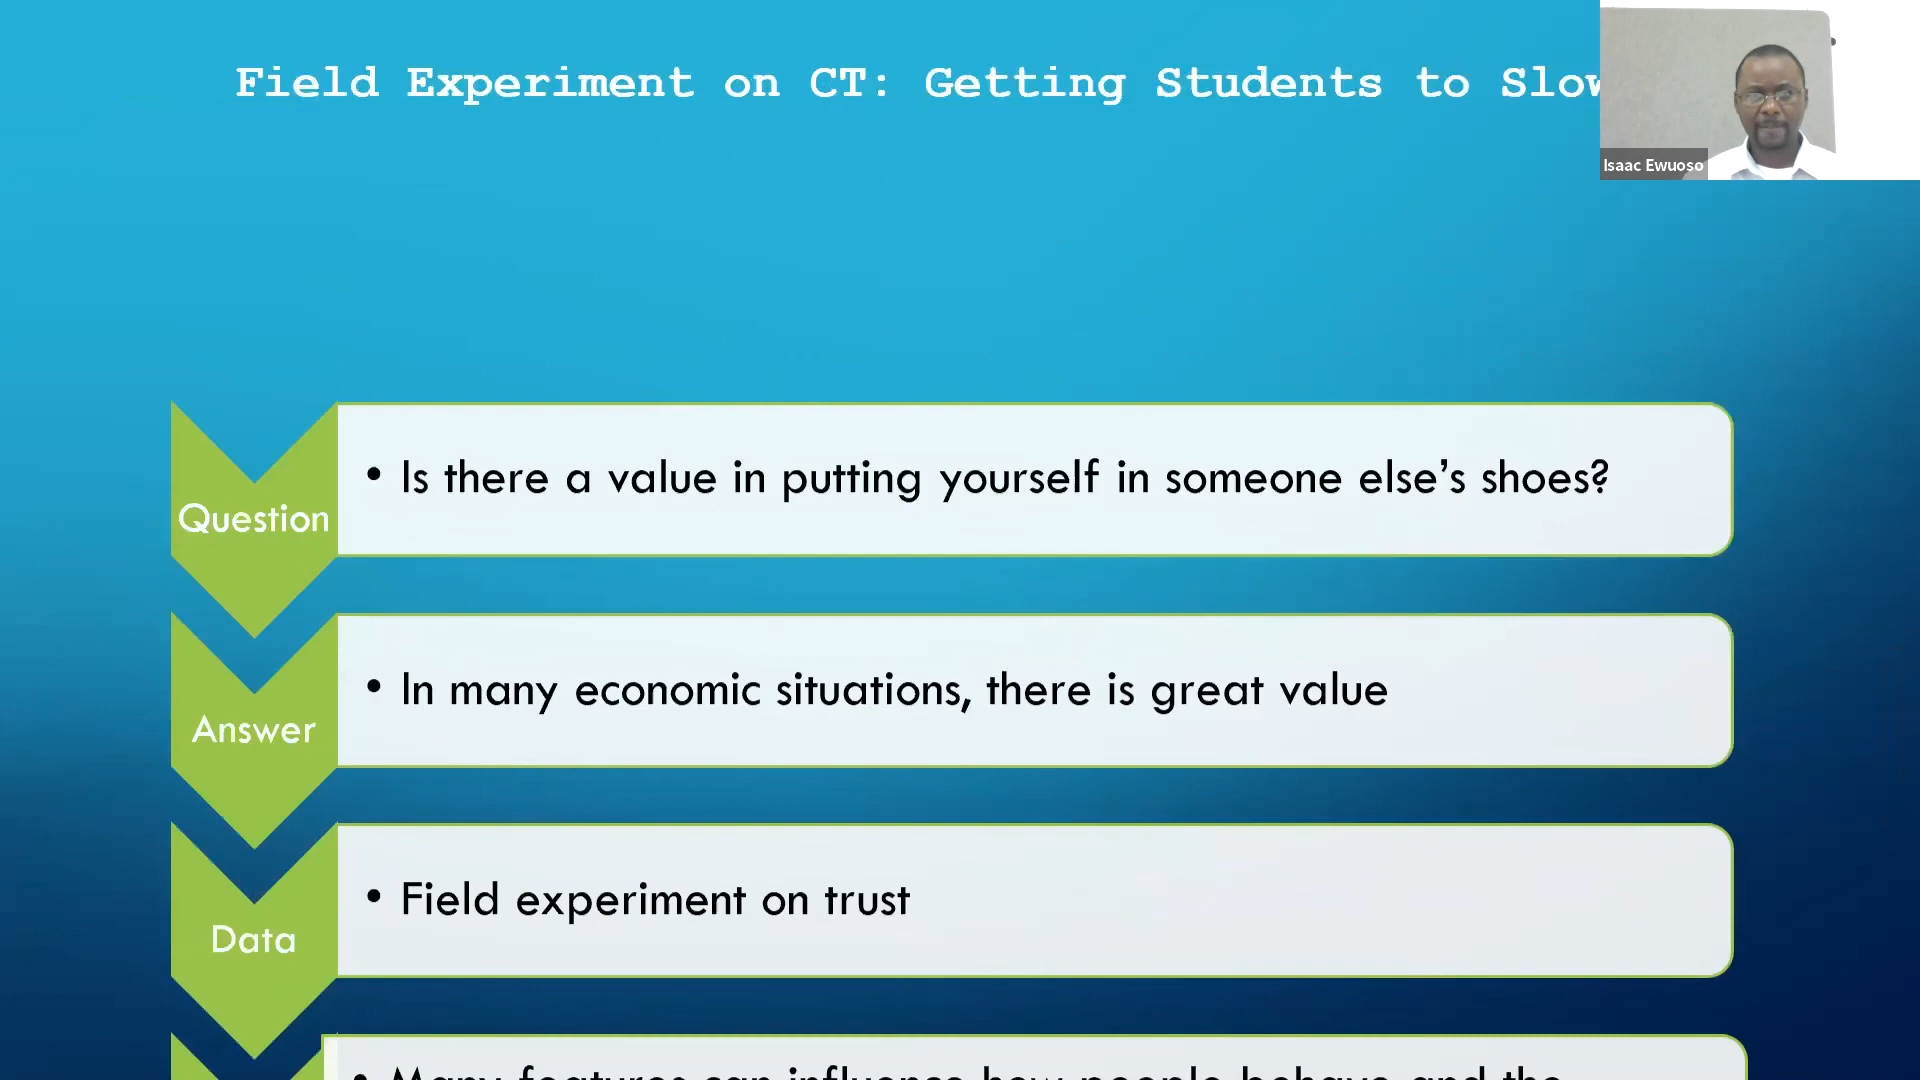 Field Experiment on CT: Getting Students to Slow
Isaac Ewuoso
Question
• Is there a value in putting yourself in someone else’s shoes?
Answer
• In many economic situations, there is great value
Data
• Field experiment on trust
• Many features can influence how people behave and the